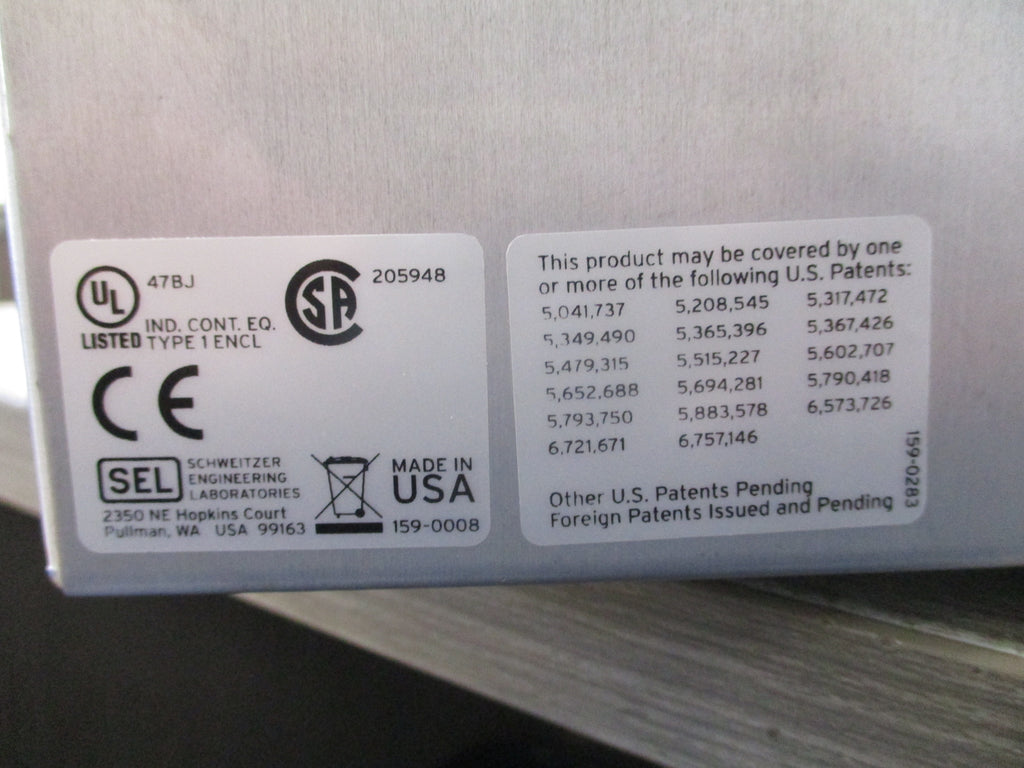 UL
LISTED
47BJ
IND. CONT. EQ.
TYPE 1 ENCL
SA
205948
CE
SEL
SCHWEITZER
ENGINEERING
LABORATORIES
2350 NE Hopkins Court
Pullman, WA USA 99163
MADE IN
USA
159-0008
This product may be covered by one
or more of the following U.S. Patents:
5,041,737 5,208,545 5,317,472
5,349,490 5,365,396 5,367,426
5,479,315 5,515,227 5,602,707
5,652,688 5,694,281 5,790,418
5,793,750 5,883,578 6,573,726
6,721,671 6,757,146
Other U.S. Patents Pending
Foreign Patents Issued and Pending
159-0283